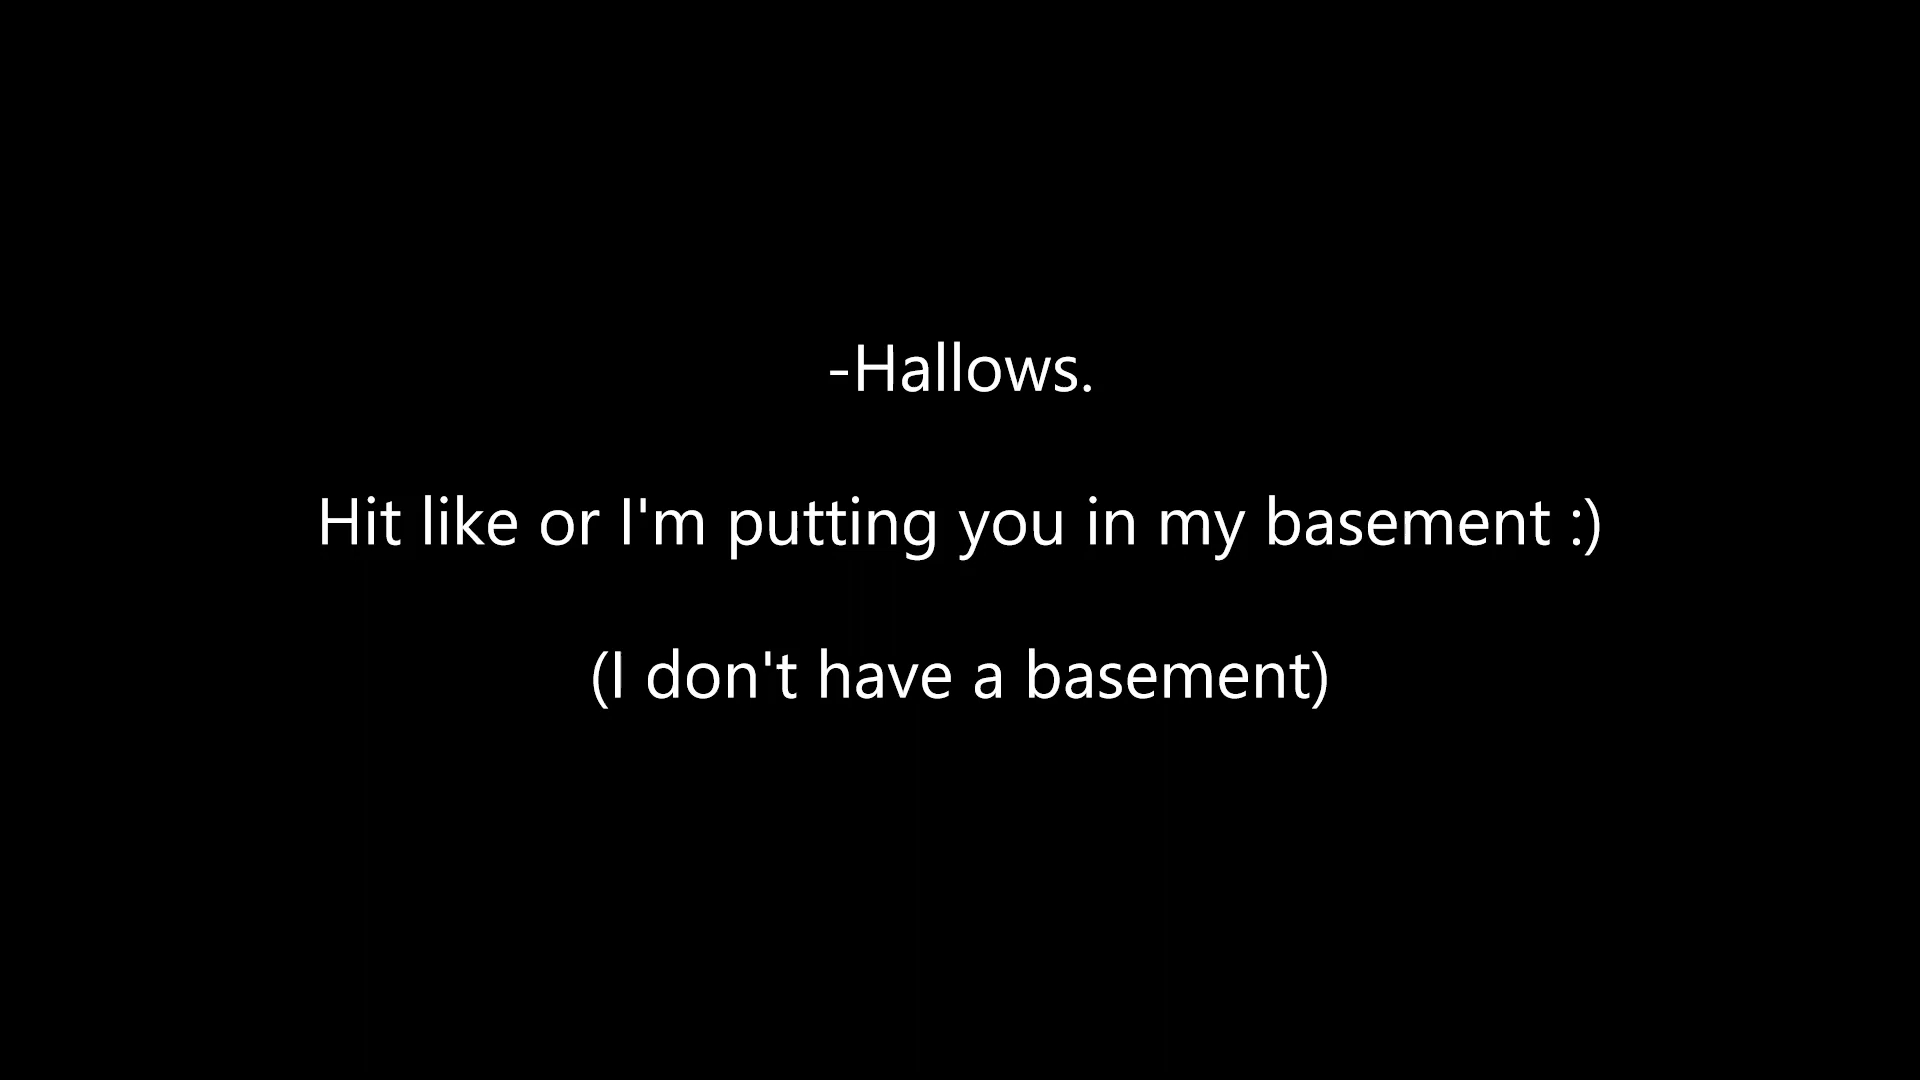 -Hallows.
Hit like or I'm putting you in my basement :)
(I don't have a basement)